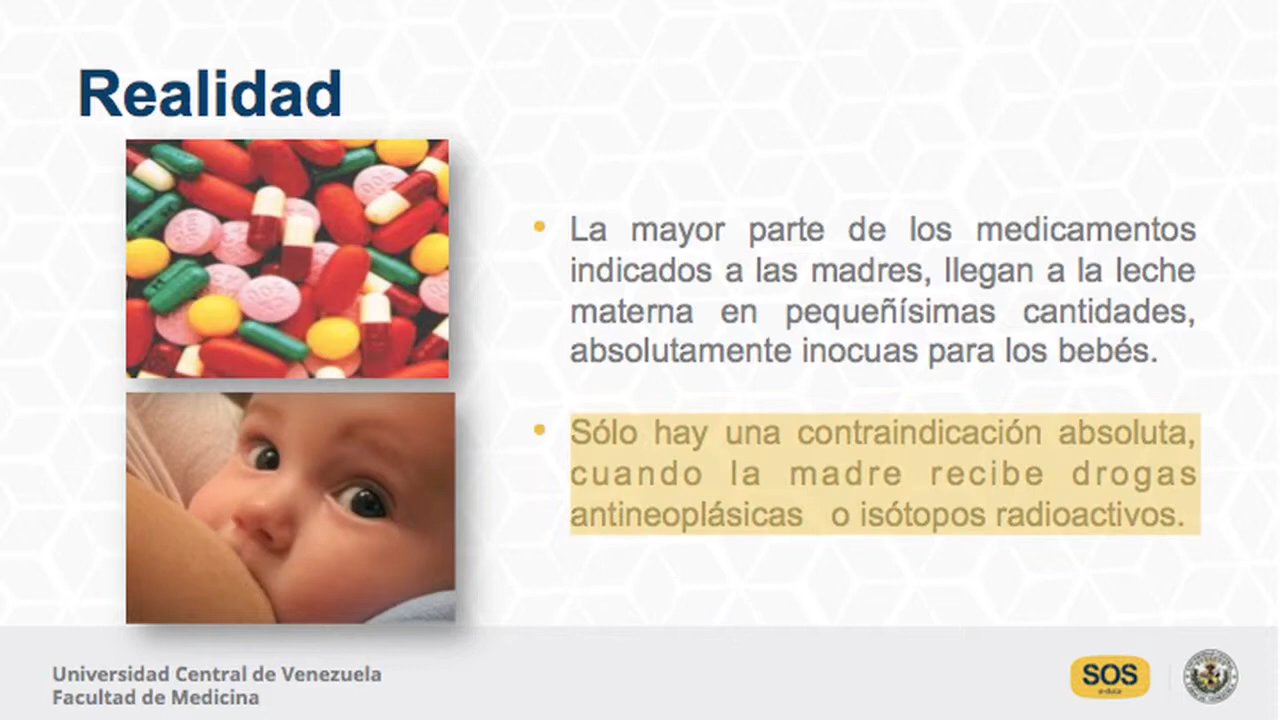 Realidad
La mayor parte de los medicamentos
indicados a las madres, llegan a la leche
materna en pequeñísimas cantidades,
absolutamente inocuas para los bebés.
Sólo hay una contraindicación absoluta,
cuando la madre recibe drogas
antineoplásicas o isótopos radioactivos.
Universidad Central de Venezuela
Facultad de Medicina
SOS